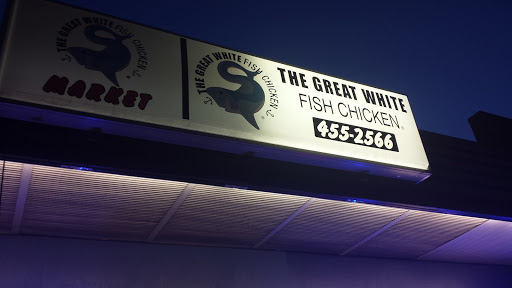 THE GREAT WHITE FISH CHICKEN
MARKET
THE GREAT WHITE FISH CHICKEN
THE GREAT WHITE
FISH CHICKEN
455-2566